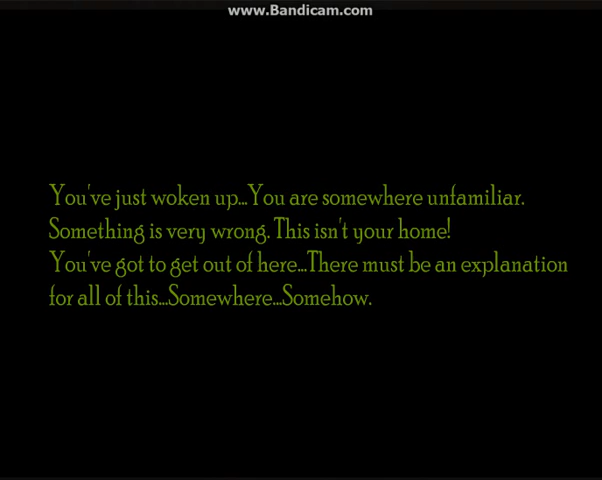 www.Bandicam.com
You've just woken up...You are somewhere unfamiliar.
Something is very wrong. This isn't your home!
You've got to get out of here...There must be an explanation
for all of this...Somewhere...Somehow.